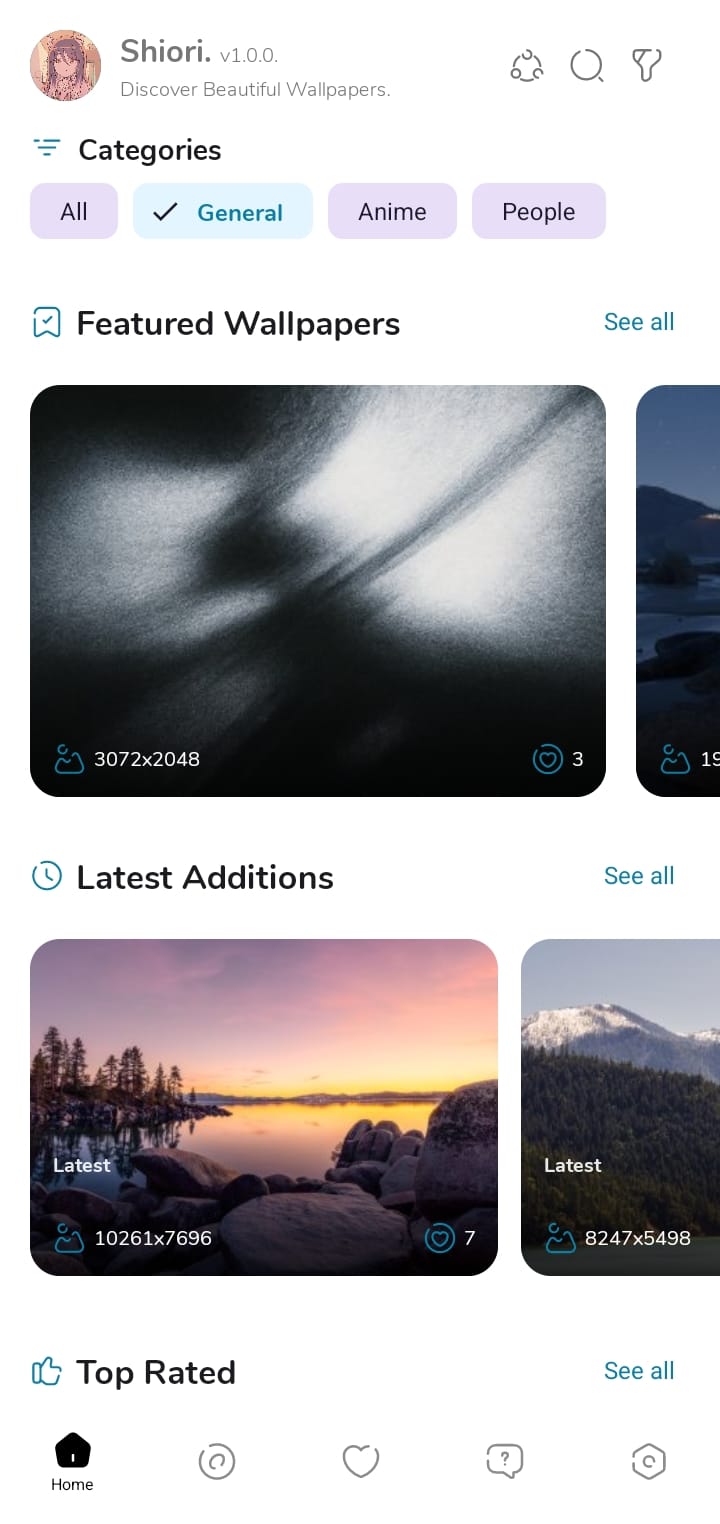 Shiori. v1.0.0.
Discover Beautiful Wallpapers.
Categories
All General Anime People
Featured Wallpapers See all
3072x2048 3 19
Latest Additions See all
Latest Latest
10261x7696 7 8247x5498
Top Rated See all
?
Home